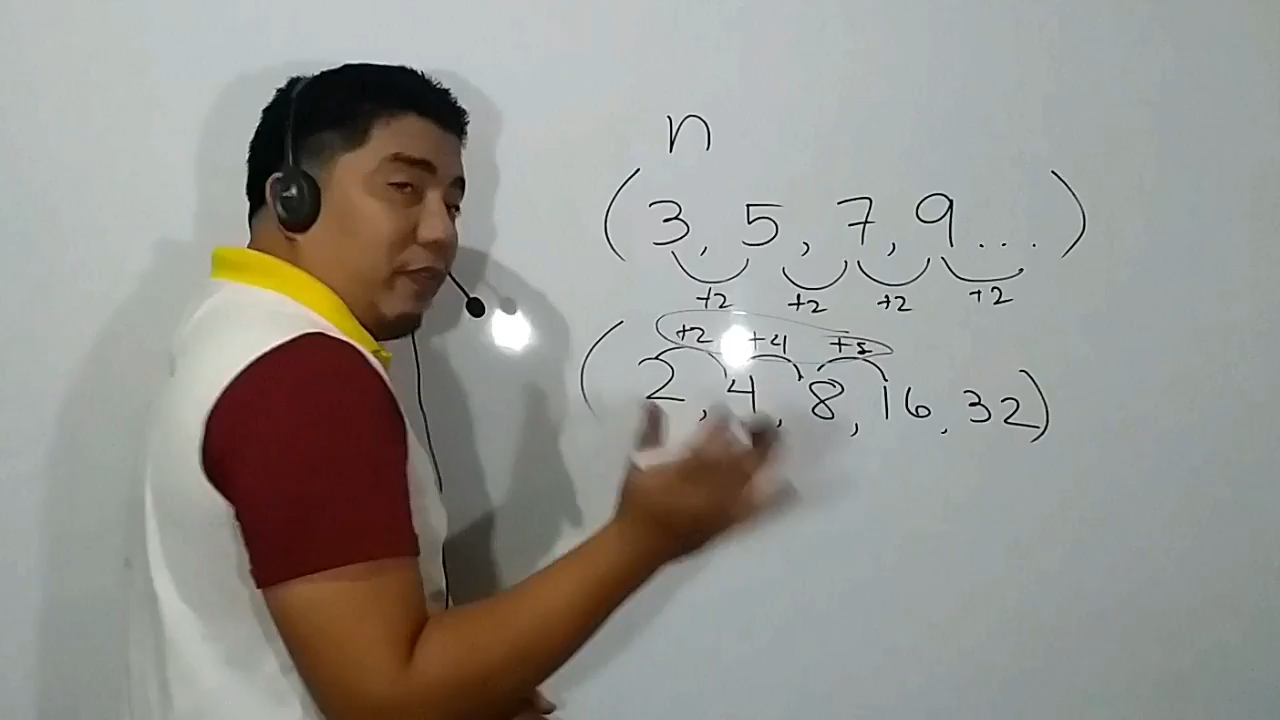 n
(3, 5, 7, 9...)
+2 +2 +2 +2
+2 +4 +8
(2, 4, 8, 16, 32)